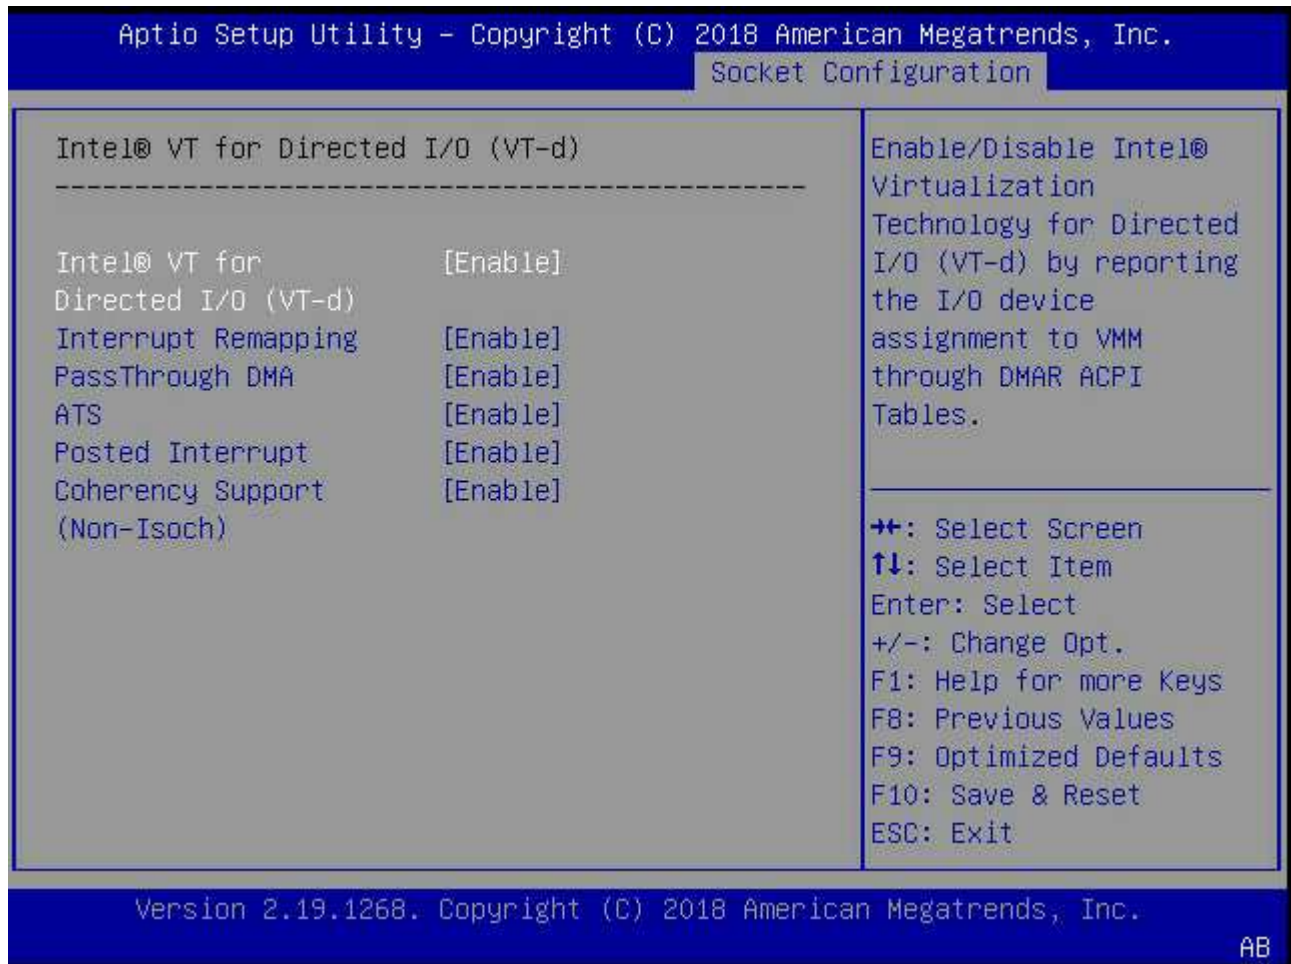 Aptio Setup Utility – Copyright (C) 2018 American Megatrends, Inc.
Socket Configuration
Intel® VT for Directed I/O (VT-d)
-----------------------------------------------
Intel® VT for [Enable]
Directed I/O (VT-d)
Interrupt Remapping [Enable]
PassThrough DMA [Enable]
ATS [Enable]
Posted Interrupt [Enable]
Coherency Support [Enable]
(Non-Isoch)
Enable/Disable Intel®
Virtualization
Technology for Directed
I/O (VT-d) by reporting
the I/O device
assignment to VMM
through DMAR ACPI
Tables.
→←: Select Screen
↑↓: Select Item
Enter: Select
+/-: Change Opt.
F1: Help for more Keys
F8: Previous Values
F9: Optimized Defaults
F10: Save & Reset
ESC: Exit
Version 2.19.1268. Copyright (C) 2018 American Megatrends, Inc.
AB